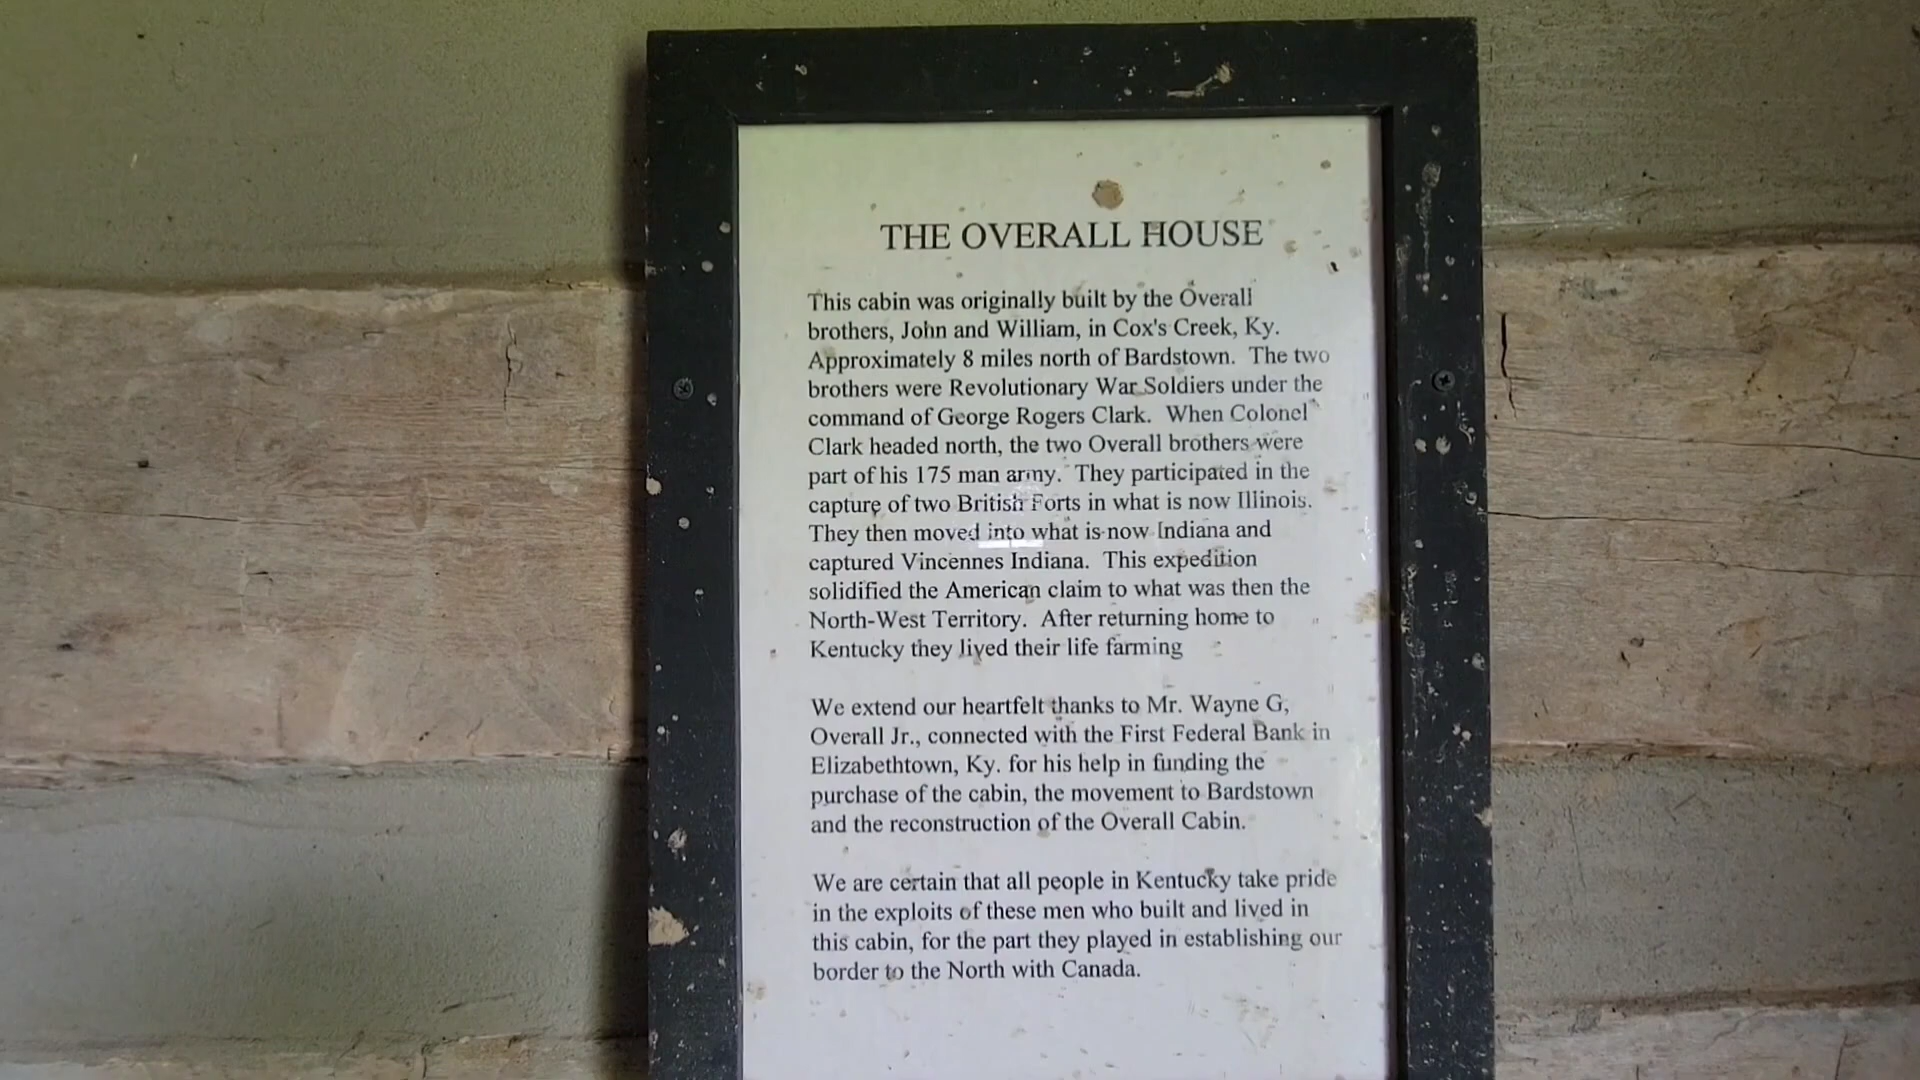 THE OVERALL HOUSE
This cabin was originally built by the Overall
brothers, John and William, in Cox's Creek, Ky.
Approximately 8 miles north of Bardstown. The two
brothers were Revolutionary War Soldiers under the
command of George Rogers Clark. When Colonel
Clark headed north, the two Overall brothers were
part of his 175 man army. They participated in the
capture of two British Forts in what is now Illinois.
They then moved into what is now Indiana and
captured Vincennes Indiana. This expedition
solidified the American claim to what was then the
North-West Territory. After returning home to
Kentucky they lived their life farming
We extend our heartfelt thanks to Mr. Wayne G,
Overall Jr., connected with the First Federal Bank in
Elizabethtown, Ky. for his help in funding the
purchase of the cabin, the movement to Bardstown
and the reconstruction of the Overall Cabin.
We are certain that all people in Kentucky take pride
in the exploits of these men who built and lived in
this cabin, for the part they played in establishing our
border to the North with Canada.